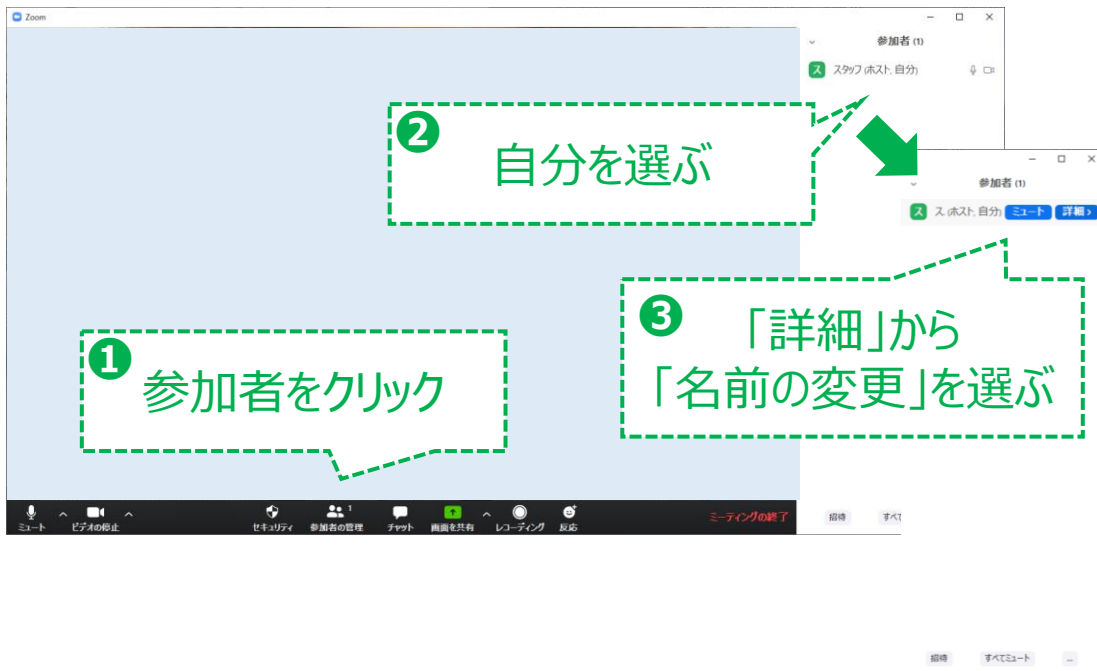 Zoom
参加者 (1)
ス スタッフ (ホスト, 自分)
❷
自分を選ぶ
参加者 (1)
ス ス (ホスト, 自分) ミュート 詳細 >
❸
「詳細」から
「名前の変更」を選ぶ
❶
参加者をクリック
ミュート ビデオの停止 セキュリティ 参加者の管理 1 チャット 画面を共有 レコーディング 反応 ミーティングの終了
招待 すべて
招待 すべてミュート ...